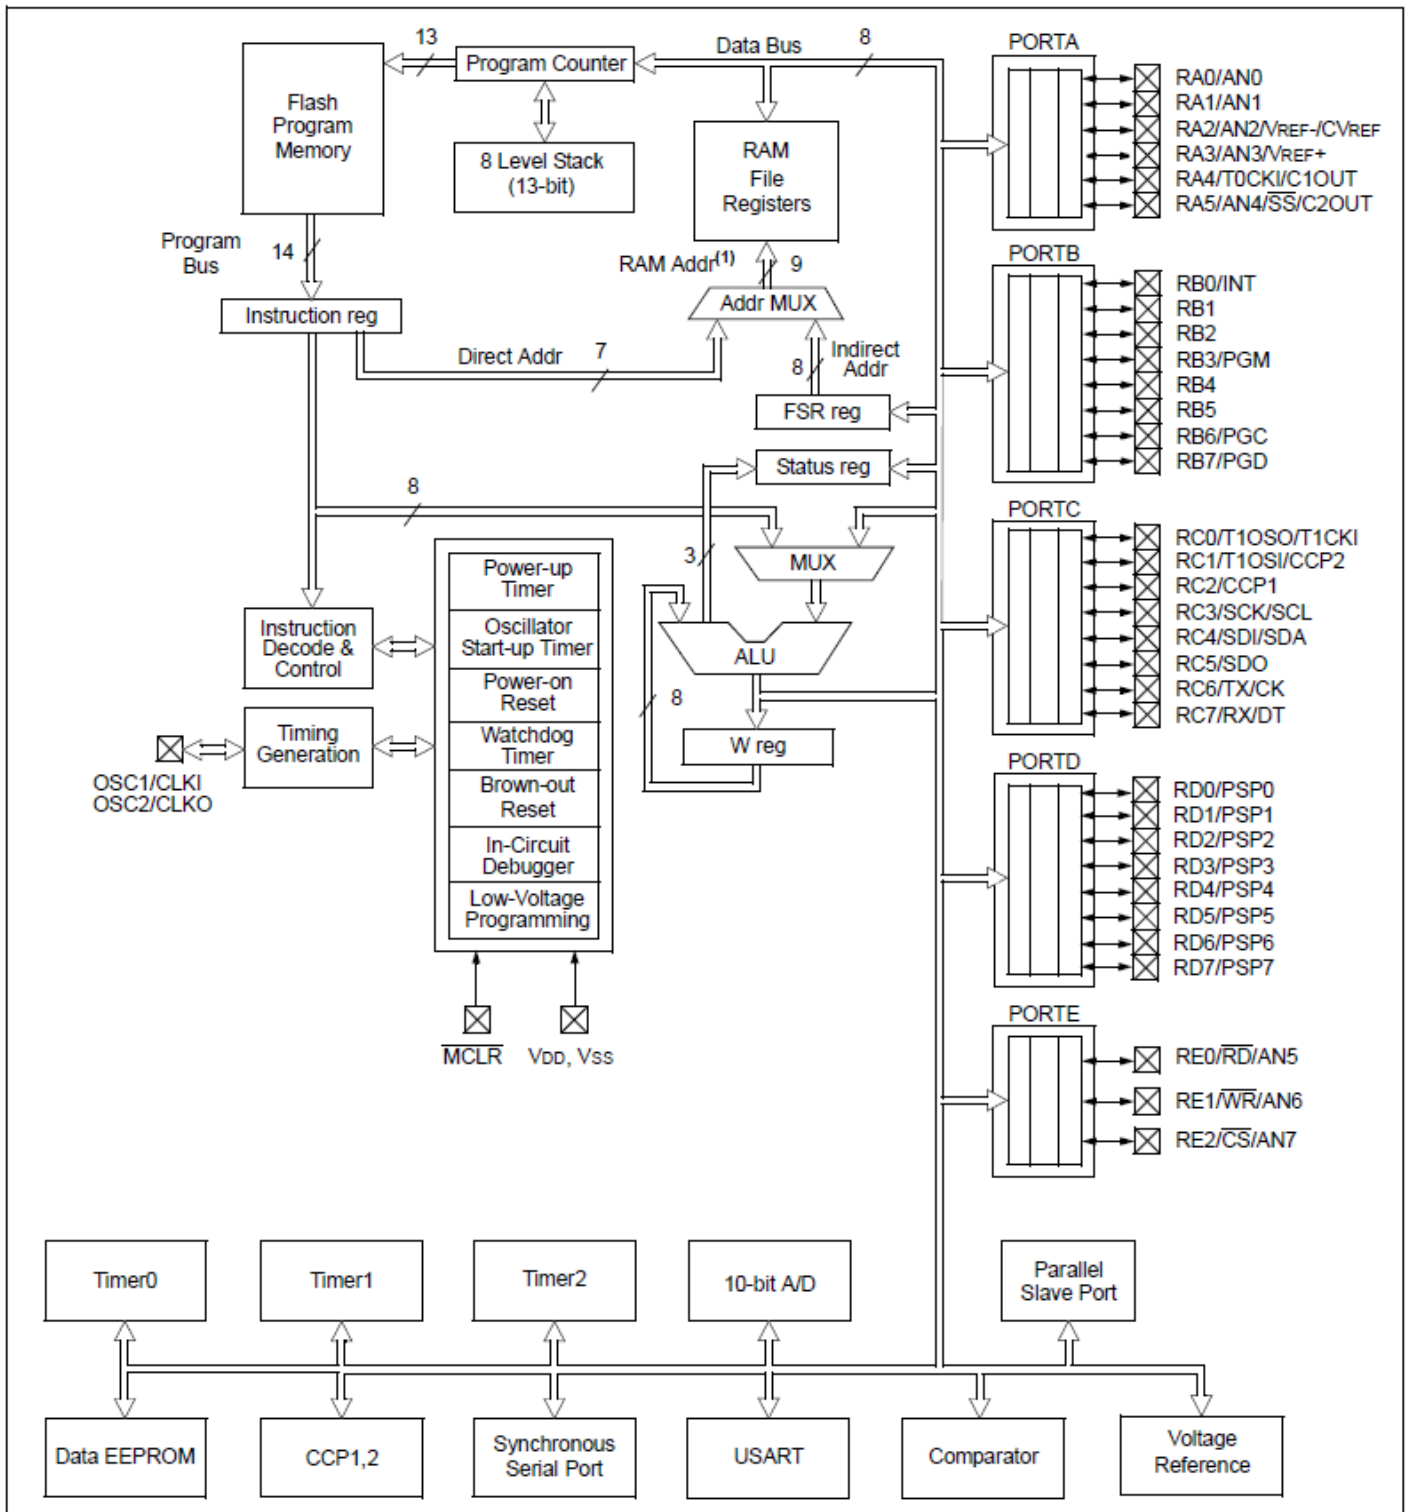 13
Data Bus
8
PORTA
Program Counter
Flash
Program
Memory
8 Level Stack
(13-bit)
RAM
File
Registers
RA0/AN0
RA1/AN1
RA2/AN2/VREF-/CVREF
RA3/AN3/VREF+
RA4/T0CKI/C1OUT
RA5/AN4/S̅S̅/C2OUT
Program
Bus
14
RAM Addr(1)
9
PORTB
Addr MUX
Instruction reg
Direct Addr
7
Indirect
Addr
8
FSR reg
RB0/INT
RB1
RB2
RB3/PGM
RB4
RB5
RB6/PGC
RB7/PGD
Status reg
8
PORTC
3
MUX
RC0/T1OSO/T1CKI
RC1/T1OSI/CCP2
RC2/CCP1
RC3/SCK/SCL
RC4/SDI/SDA
RC5/SDO
RC6/TX/CK
RC7/RX/DT
Power-up
Timer
Oscillator
Start-up Timer
Power-on
Reset
Watchdog
Timer
Brown-out
Reset
In-Circuit
Debugger
Low-Voltage
Programming
Instruction
Decode &
Control
Timing
Generation
ALU
8
W reg
OSC1/CLKI
OSC2/CLKO
PORTD
RD0/PSP0
RD1/PSP1
RD2/PSP2
RD3/PSP3
RD4/PSP4
RD5/PSP5
RD6/PSP6
RD7/PSP7
M̅C̅L̅R̅
VDD, VSS
PORTE
RE0/R̅D̅/AN5
RE1/W̅R̅/AN6
RE2/C̅S̅/AN7
Timer0
Timer1
Timer2
10-bit A/D
Parallel
Slave Port
Data EEPROM
CCP1,2
Synchronous
Serial Port
USART
Comparator
Voltage
Reference